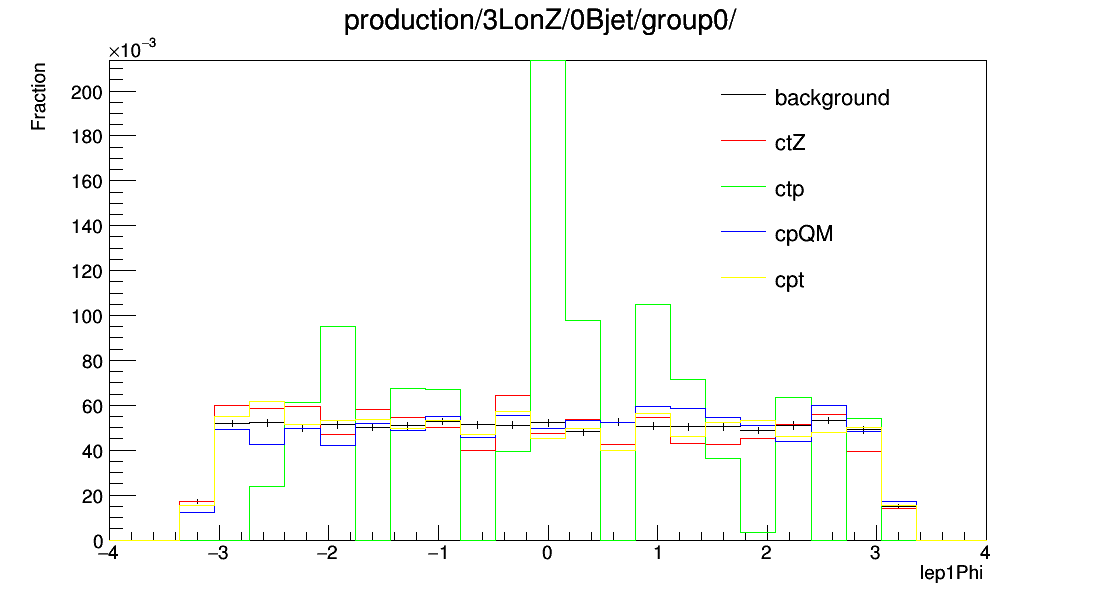 production/3LonZ/0Bjet/group0/
×10⁻³
Fraction
200
180
160
140
120
100
80
60
40
20
0
background
ctZ
ctp
cpQM
cpt
−4 −3 −2 −1 0 1 2 3 4
lep1Phi